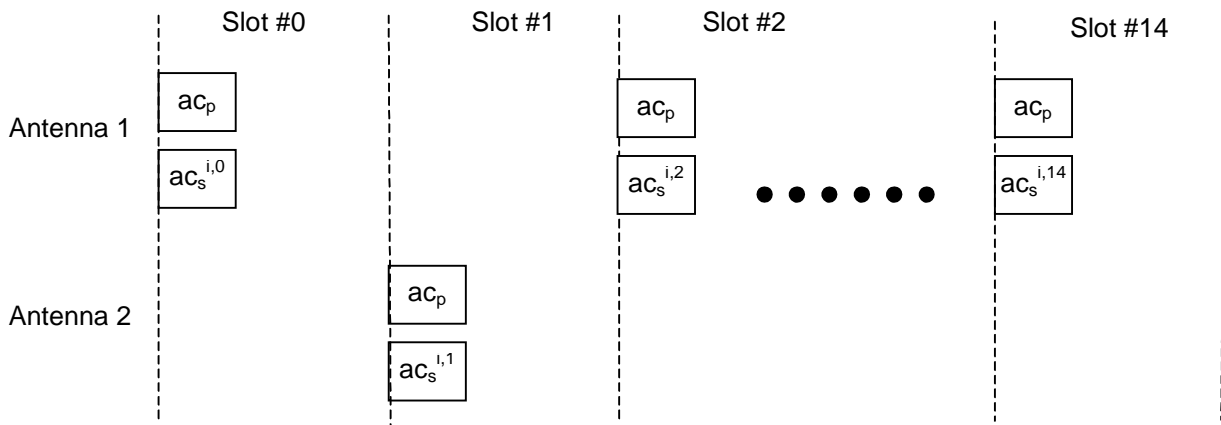 Slot #0 Slot #1 Slot #2 Slot #14
ac_p ac_p ac_p
Antenna 1
ac_s^i,0 ac_s^i,2 ac_s^i,14
ac_p
Antenna 2
ac_s^i,1